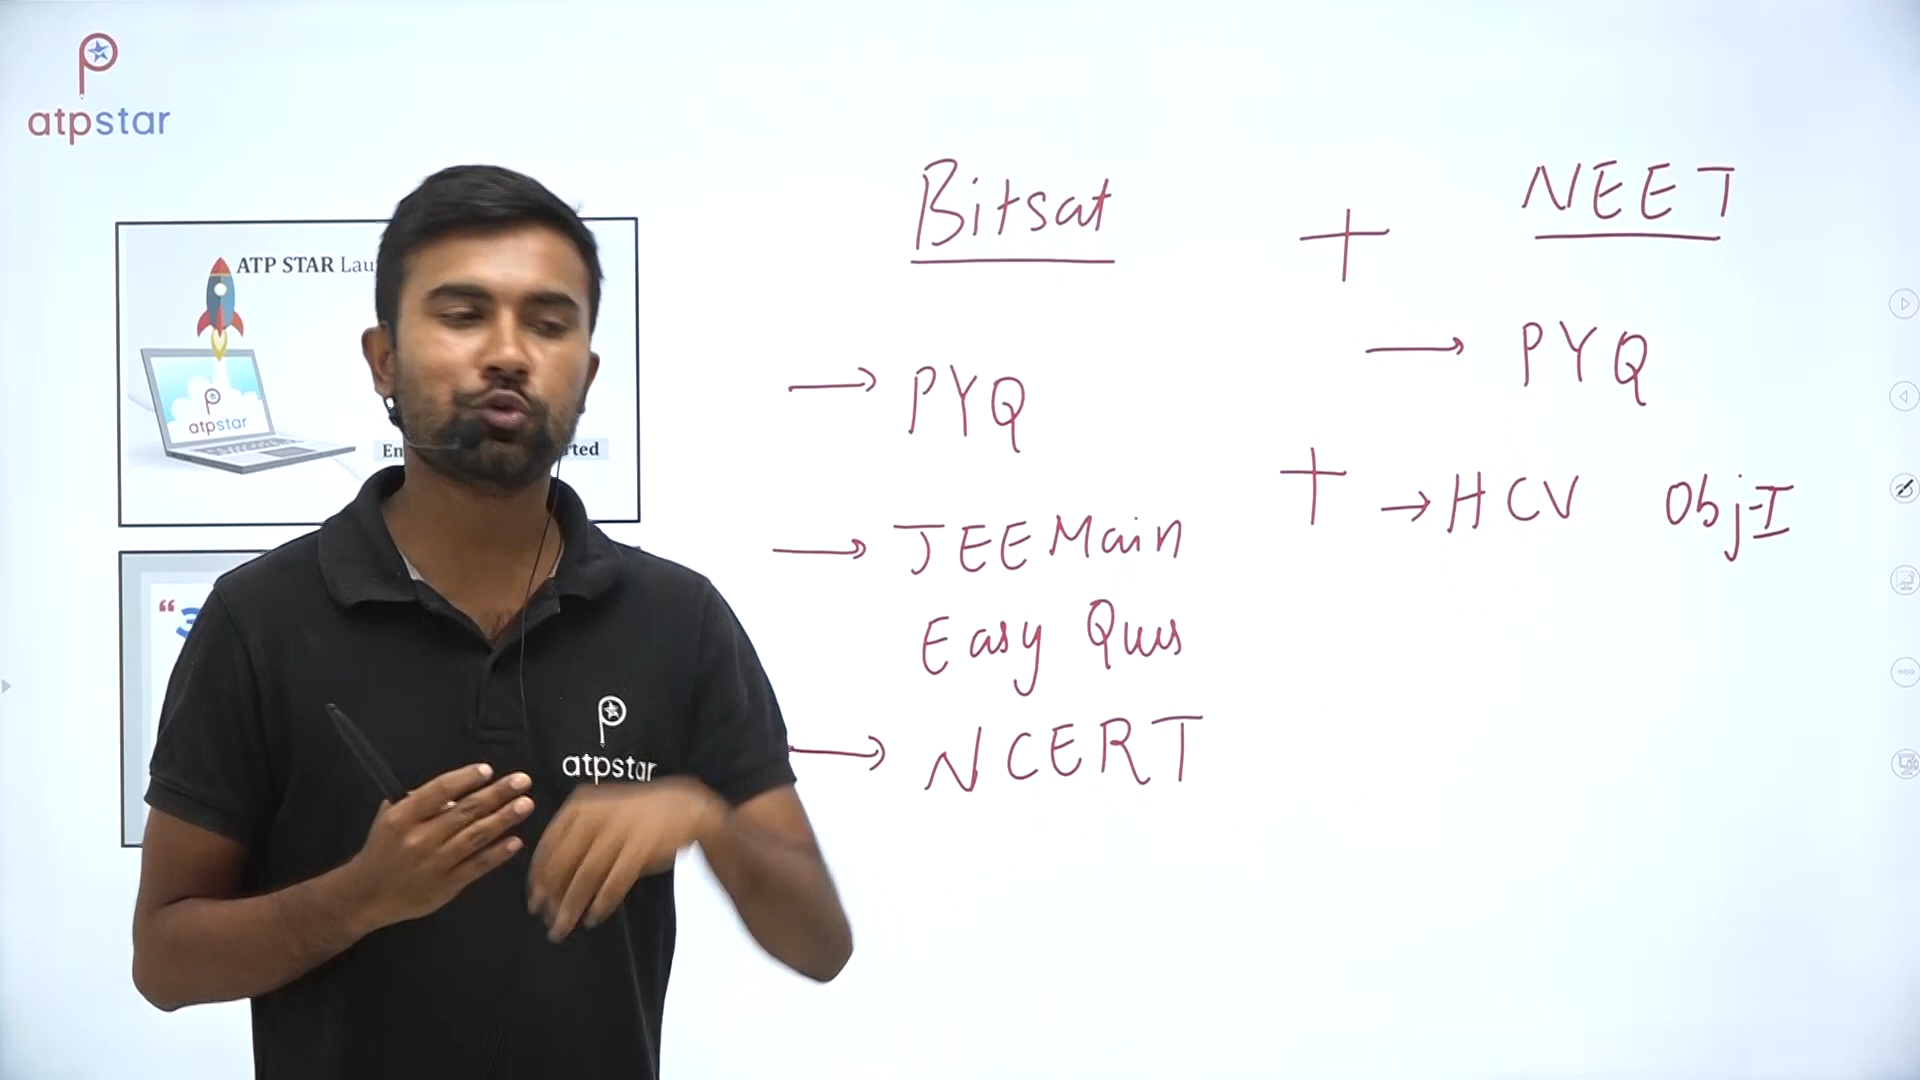 atpstar
ATP STAR Lau
atpstar
En rted
“ 3
atpstar
Bitsat + NEET
→ PYQ
→ JEE Main
Easy Ques
→ NCERT
→ PYQ
+ → HCV Obj-I